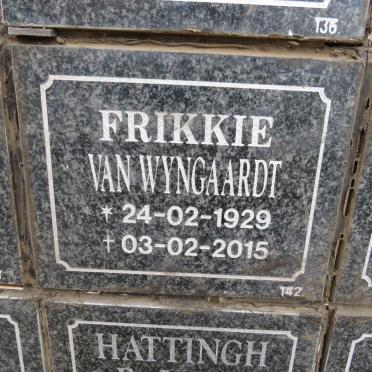 136
FRIKKIE
VAN WYNGAARDT
* 24-02-1929
† 03-02-2015
142
HATTINGH